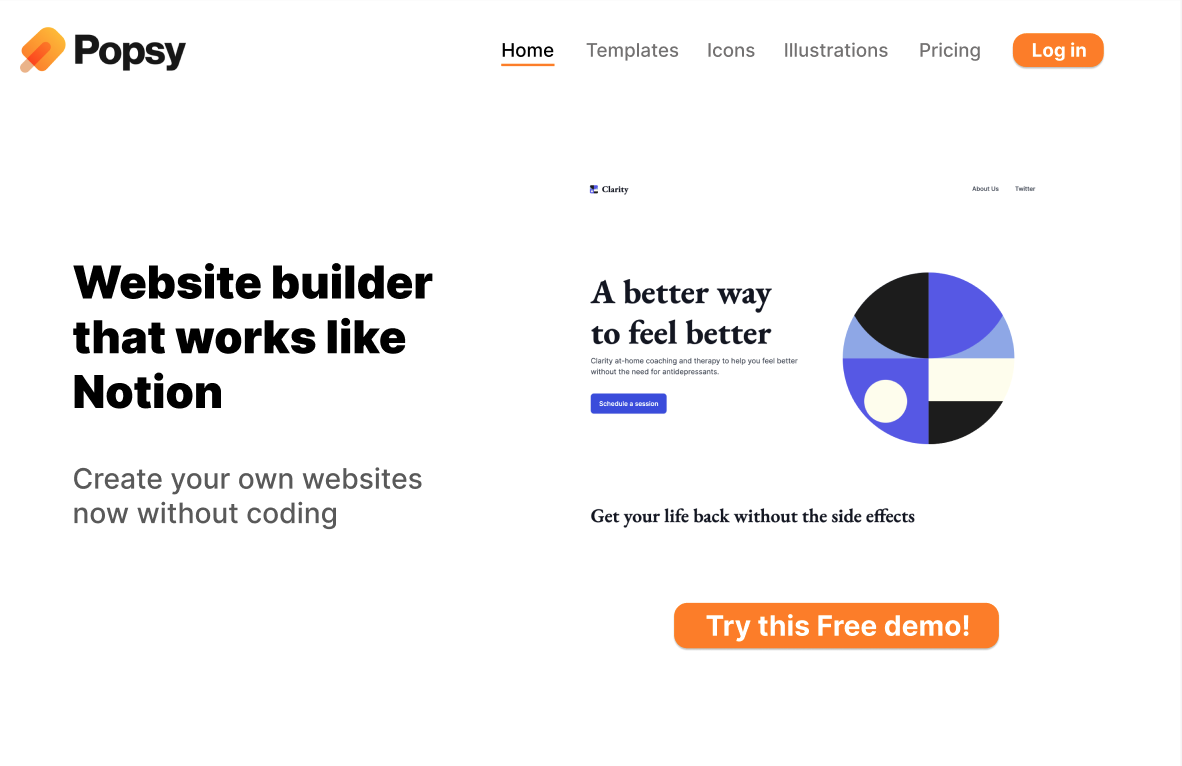 Popsy
Home
Templates
Icons
Illustrations
Pricing
Log in
Website builder
that works like
Notion
Create your own websites
now without coding
Clarity
About Us
Twitter
A better way
to feel better
Clarity at-home coaching and therapy to help you feel better
without the need for antidepressants.
Schedule a session
Get your life back without the side effects
Try this Free demo!